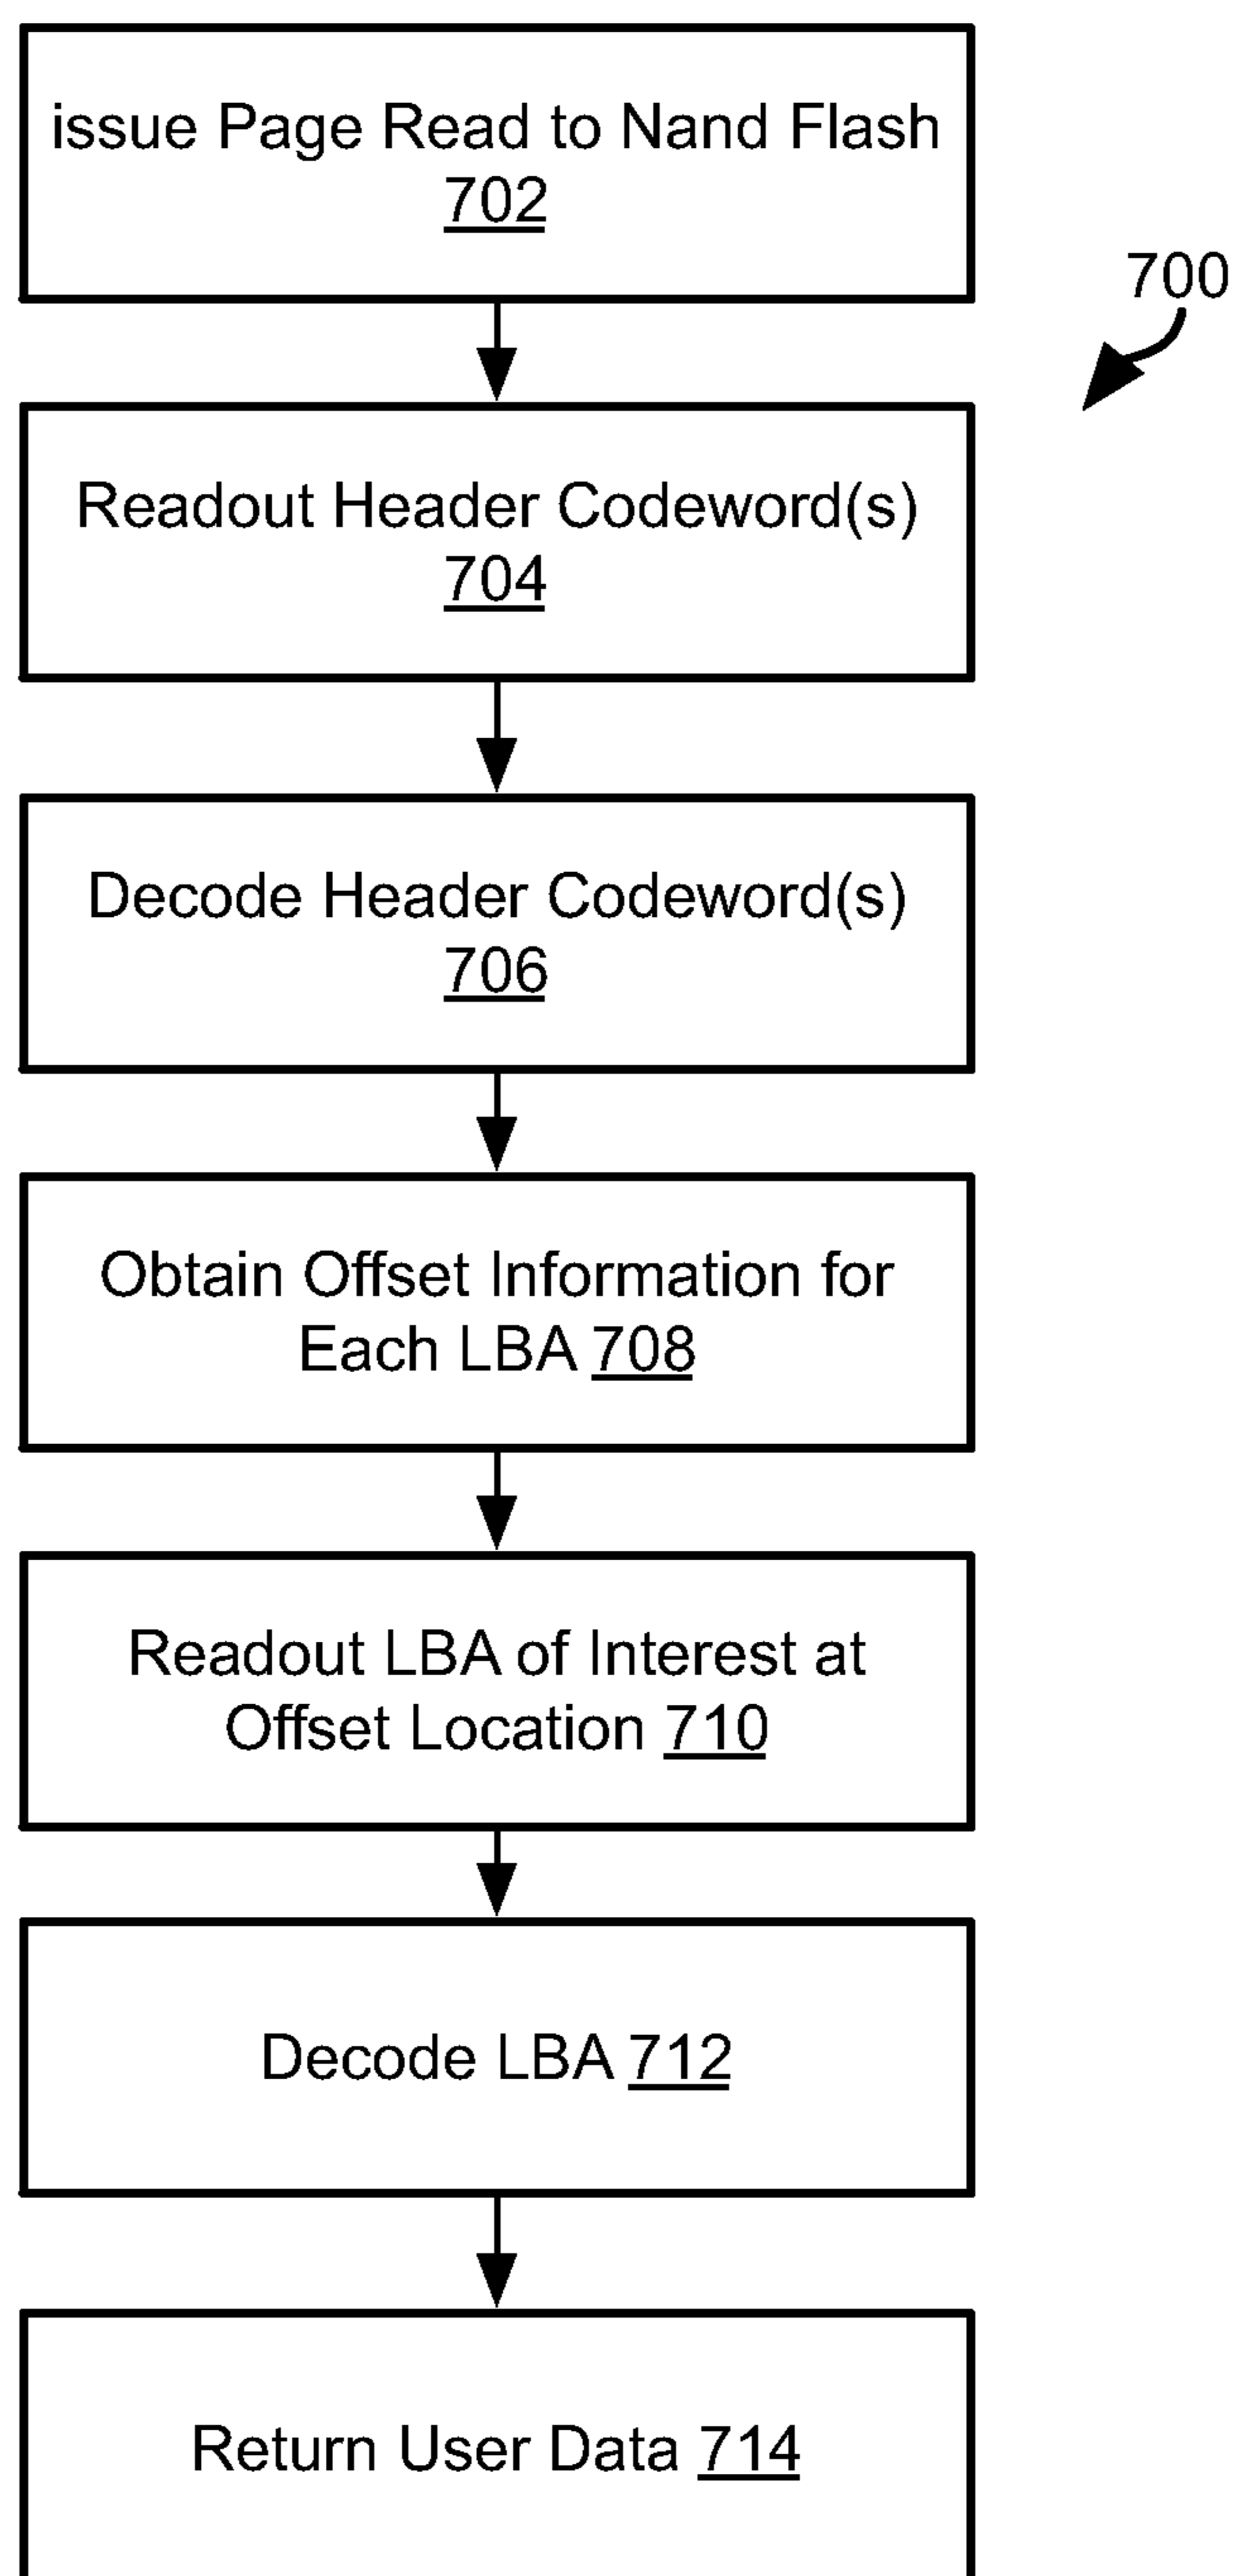 issue Page Read to Nand Flash
702
700
Readout Header Codeword(s)
704
Decode Header Codeword(s)
706
Obtain Offset Information for
Each LBA 708
Readout LBA of Interest at
Offset Location 710
Decode LBA 712
Return User Data 714